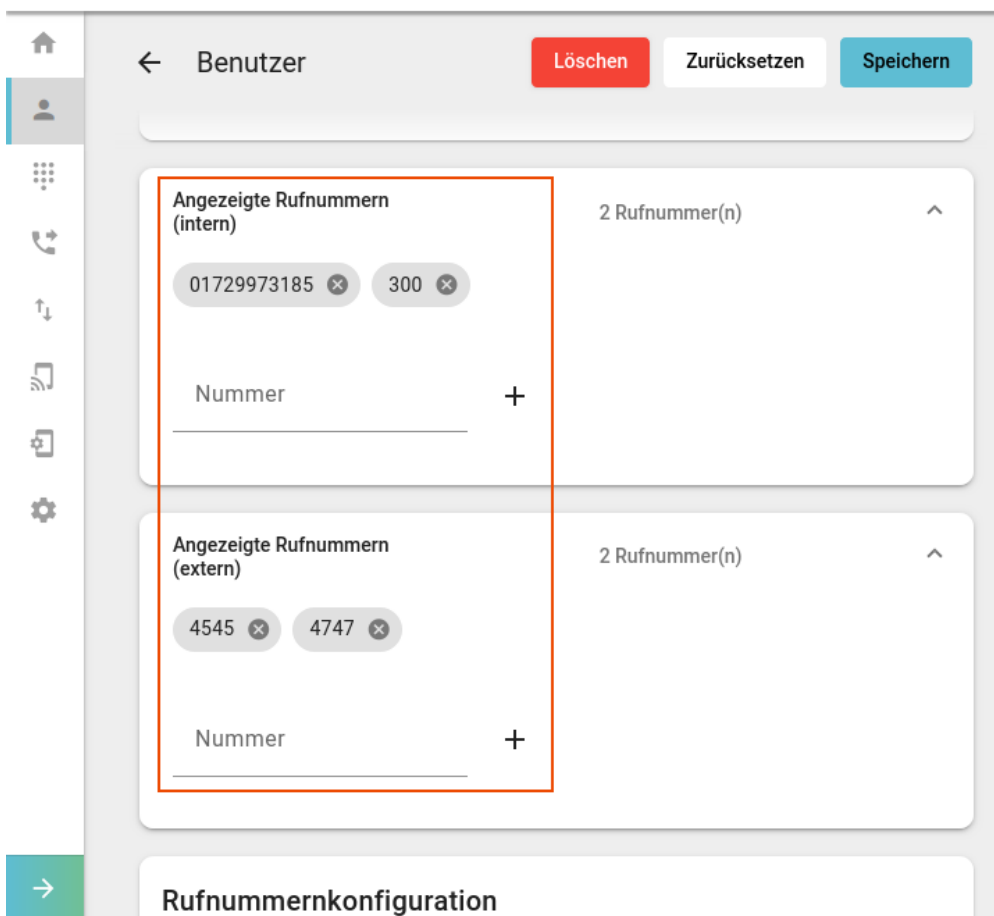 Benutzer
Löschen
Zurücksetzen
Speichern
Angezeigte Rufnummern
(intern)
2 Rufnummer(n)
01729973185
300
Nummer
Angezeigte Rufnummern
(extern)
2 Rufnummer(n)
4545
4747
Nummer
Rufnummernkonfiguration